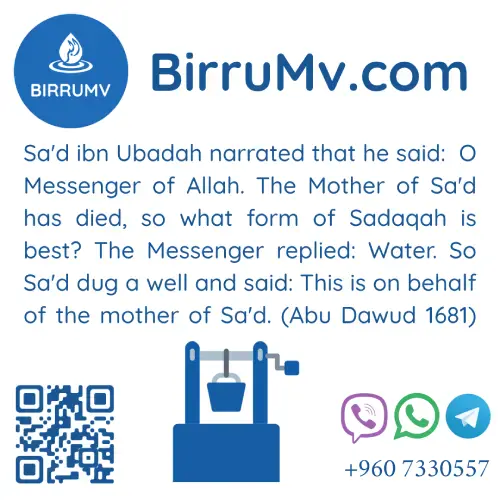 BIRRUMV
BirruMv.com
Sa'd ibn Ubadah narrated that he said: O
Messenger of Allah. The Mother of Sa'd
has died, so what form of Sadaqah is
best? The Messenger replied: Water. So
Sa'd dug a well and said: This is on behalf
of the mother of Sa'd. (Abu Dawud 1681)
+960 7330557